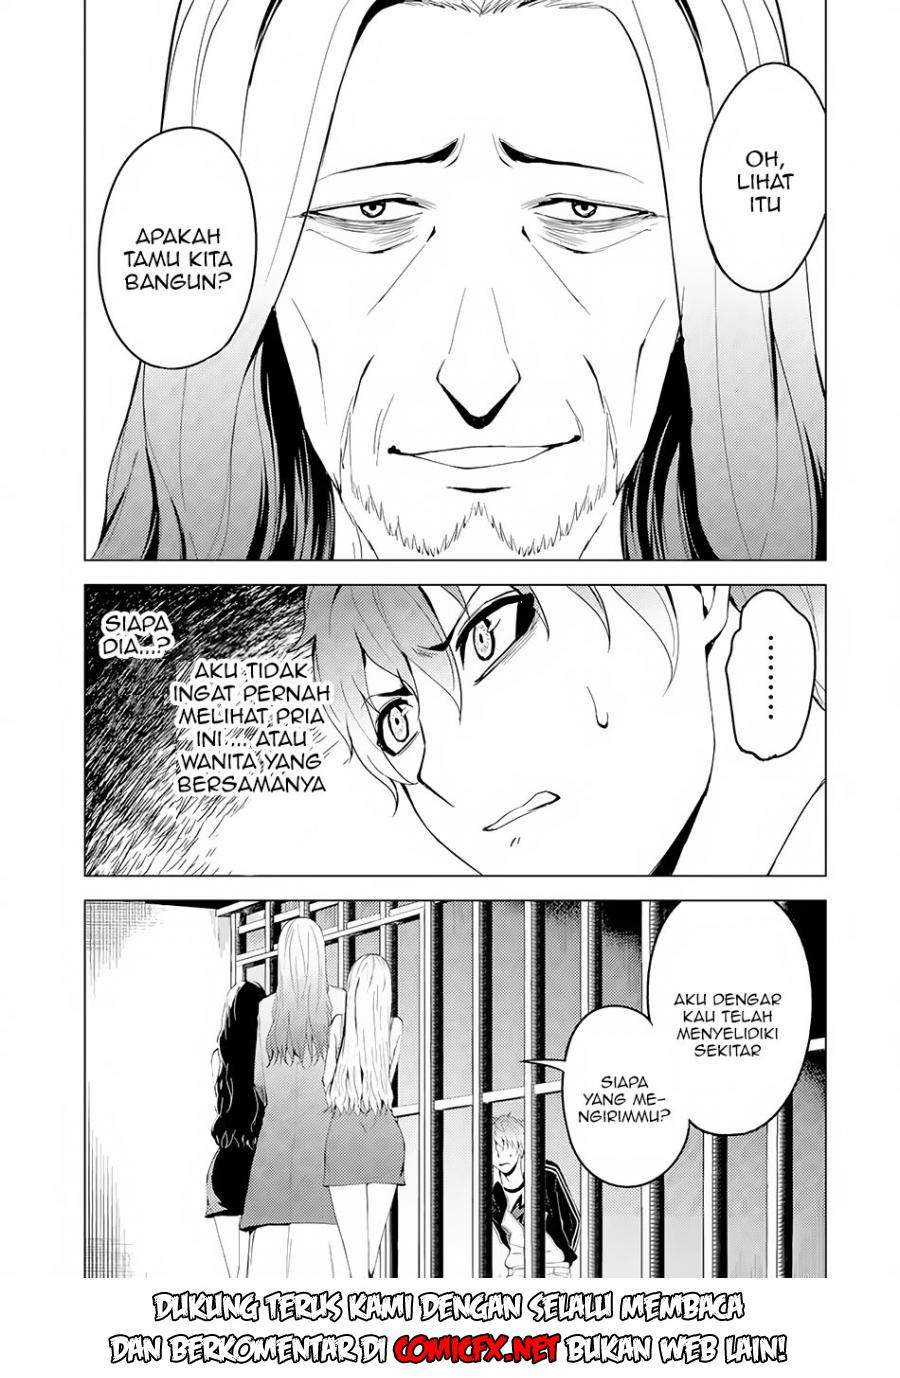 OH,
LIHAT
ITU
APAKAH
TAMU KITA
BANGUN?
.........
SIAPA
DIA...?
AKU TIDAK
INGAT PERNAH
MELIHAT PRIA
INI ... ATAU
WANITA YANG
BERSAMANYA
AKU DENGAR
KAU TELAH
MENYELIDIKI
SEKITAR
SIAPA
YANG ME-
NGIRIMMU?
DUKUNG TERUS KAMI DENGAN SELALU MEMBACA
DAN BERKOMENTAR DI COMICFX.NET BUKAN WEB LAIN!